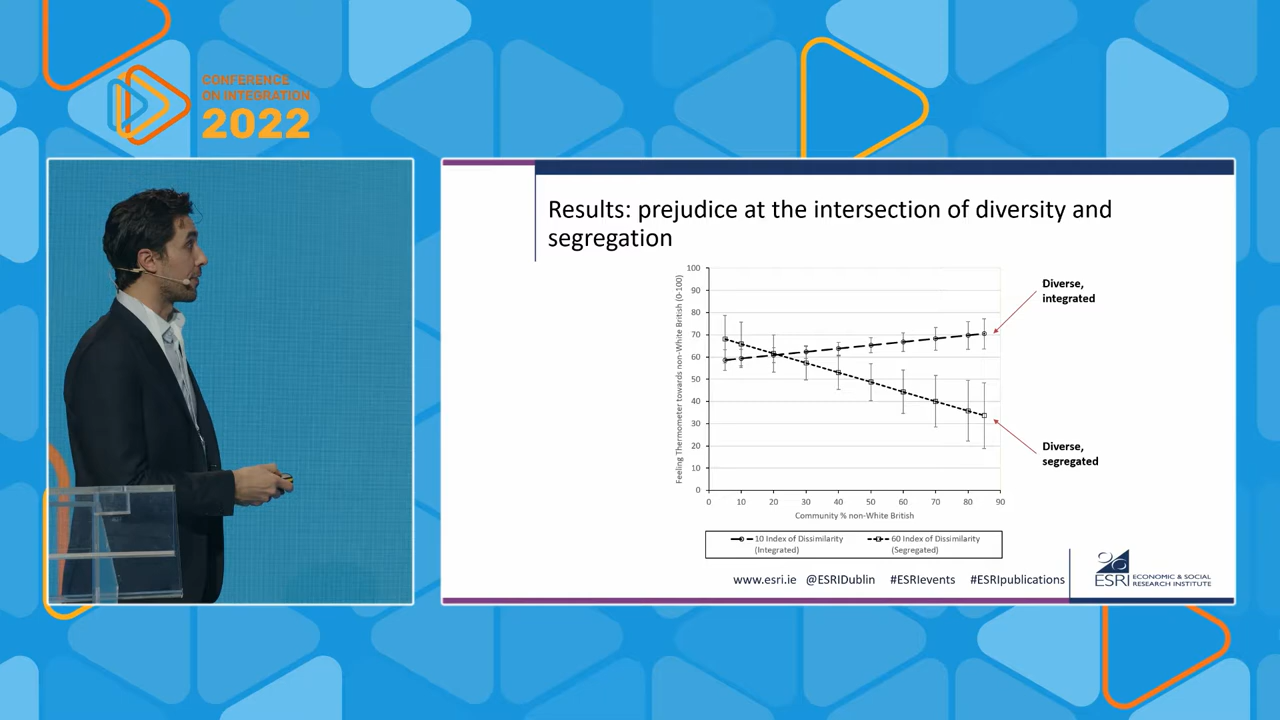 CONFERENCE
ON INTEGRATION
2022
Results: prejudice at the intersection of diversity and
segregation
Feeling Thermometer towards non-White British (0-100)
100
90
80
70
60
50
40
30
20
10
0
0 10 20 30 40 50 60 70 80 90
Community % non-White British
Diverse,
integrated
Diverse,
segregated
10 Index of Dissimilarity
(Integrated)
60 Index of Dissimilarity
(Segregated)
www.esri.ie @ESRIDublin #ESRIevents #ESRIpublications
ESRI ECONOMIC & SOCIAL
RESEARCH INSTITUTE